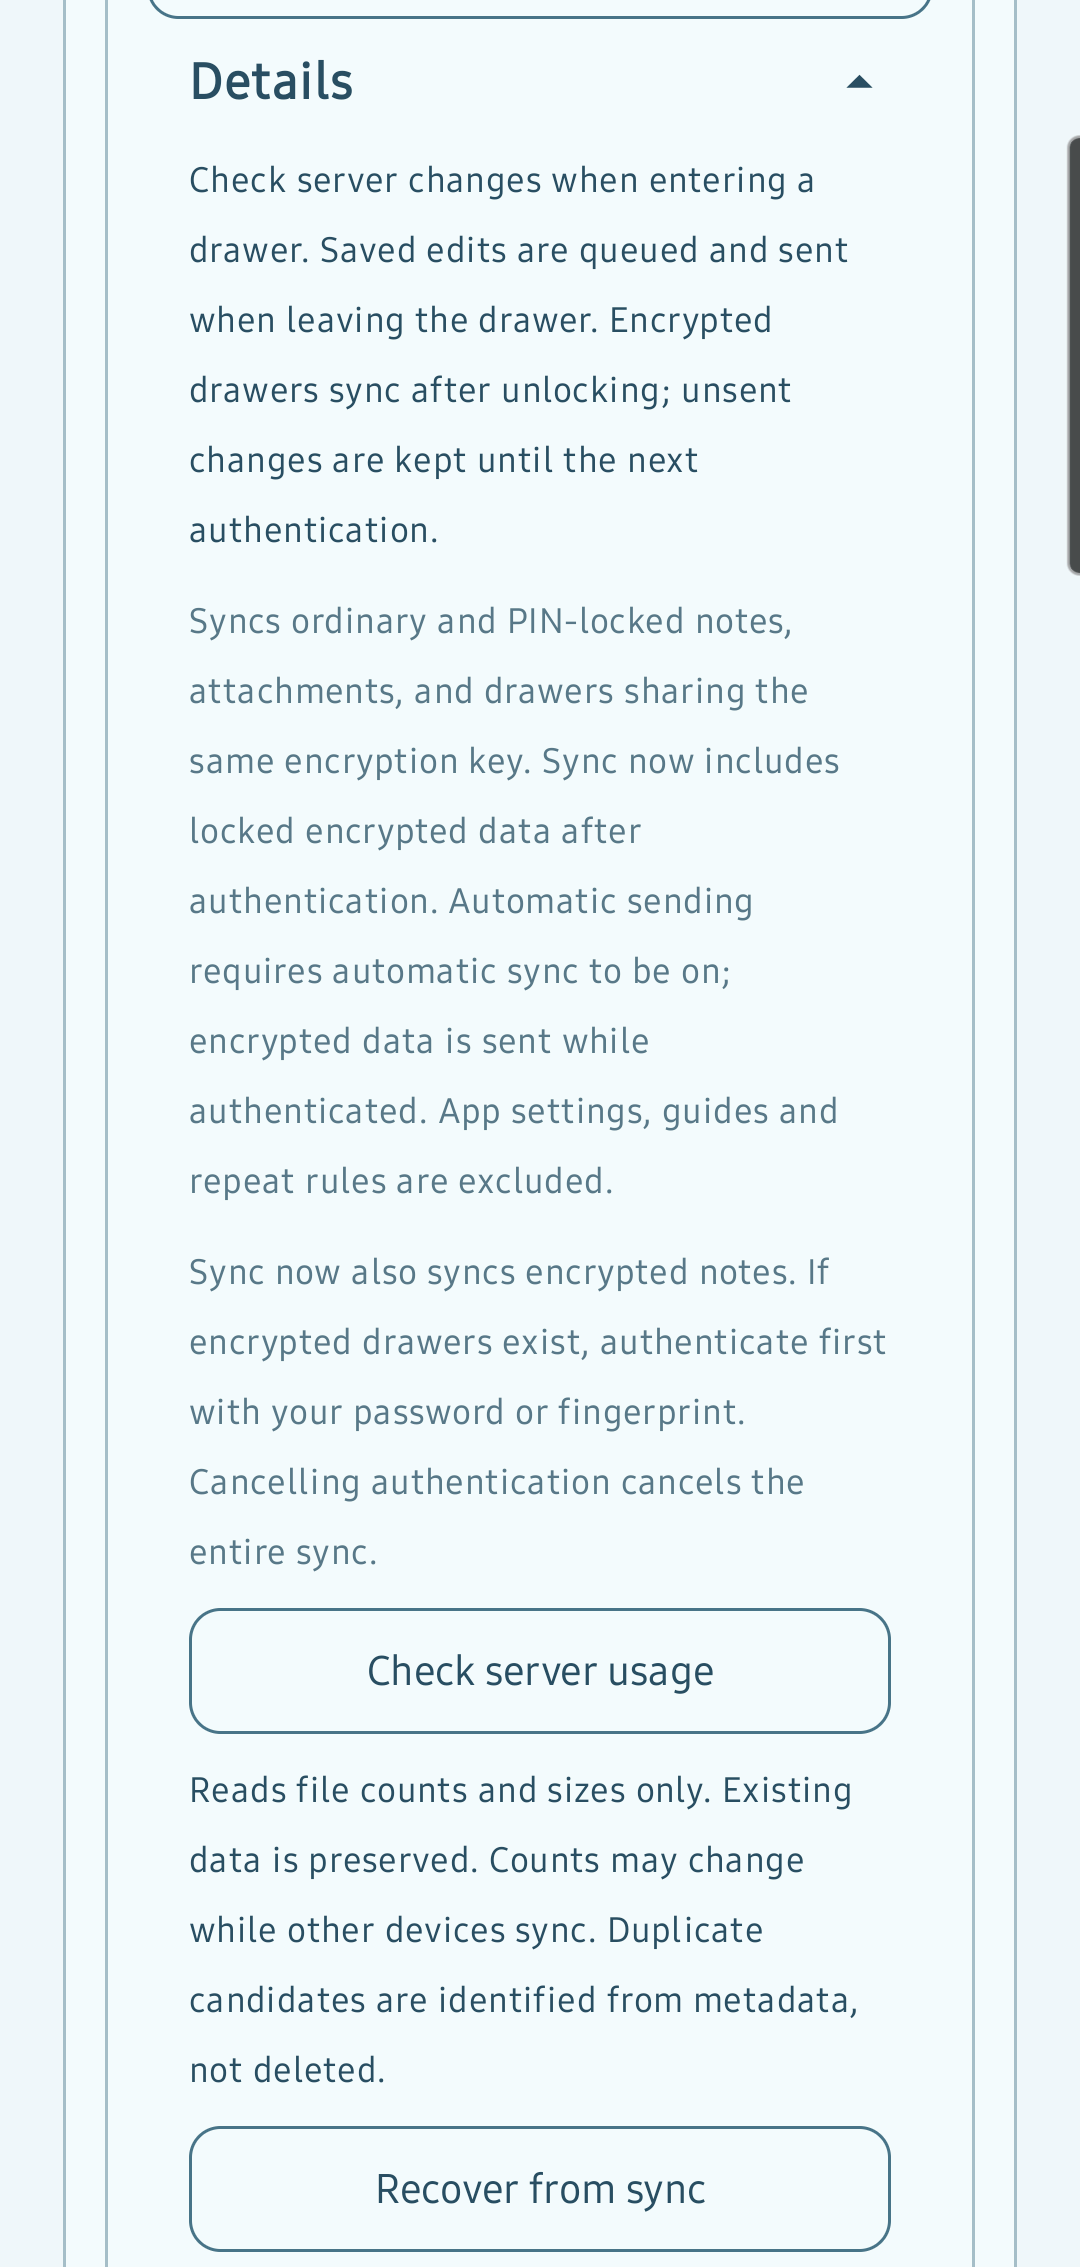 Details
Check server changes when entering a
drawer. Saved edits are queued and sent
when leaving the drawer. Encrypted
drawers sync after unlocking; unsent
changes are kept until the next
authentication.
Syncs ordinary and PIN-locked notes,
attachments, and drawers sharing the
same encryption key. Sync now includes
locked encrypted data after
authentication. Automatic sending
requires automatic sync to be on;
encrypted data is sent while
authenticated. App settings, guides and
repeat rules are excluded.
Sync now also syncs encrypted notes. If
encrypted drawers exist, authenticate first
with your password or fingerprint.
Cancelling authentication cancels the
entire sync.
Check server usage
Reads file counts and sizes only. Existing
data is preserved. Counts may change
while other devices sync. Duplicate
candidates are identified from metadata,
not deleted.
Recover from sync